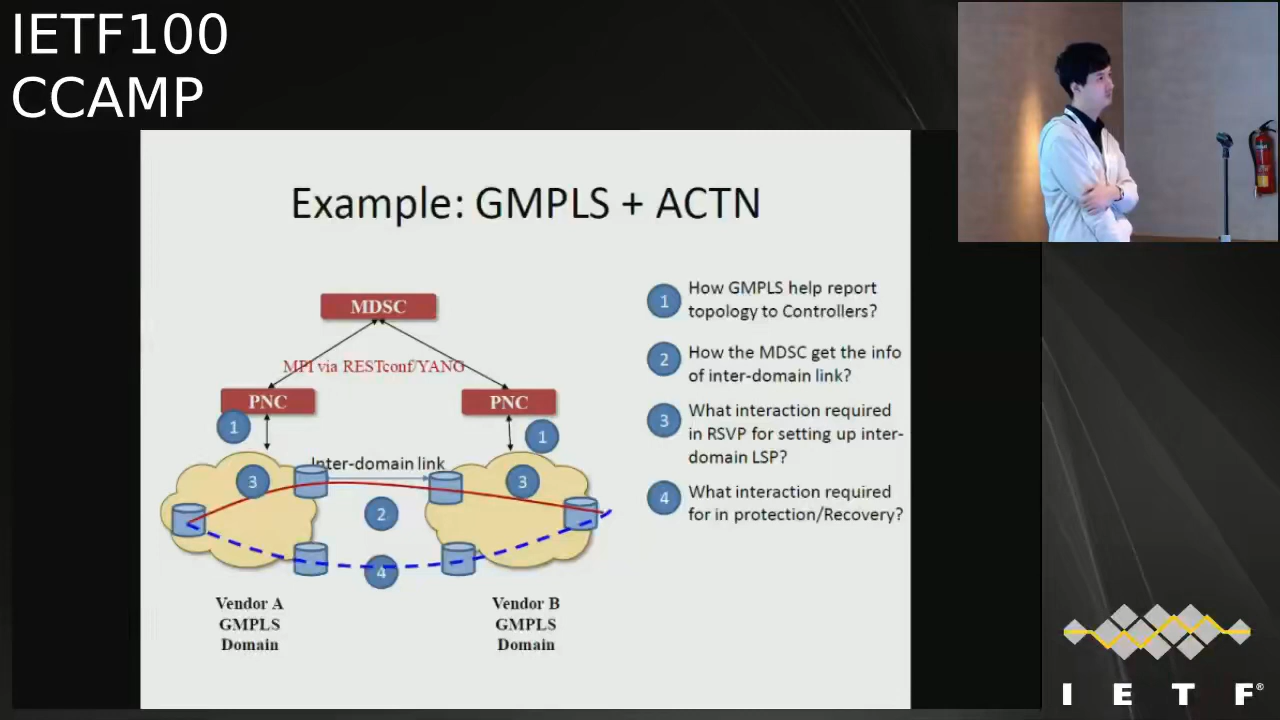 IETF100
CCAMP
Example: GMPLS + ACTN
MDSC
MPI via RESTconf/YANG
PNC
PNC
1
1
Inter-domain link
3
3
2
4
Vendor A
GMPLS
Domain
Vendor B
GMPLS
Domain
1
How GMPLS help report
topology to Controllers?
2
How the MDSC get the info
of inter-domain link?
3
What interaction required
in RSVP for setting up inter-
domain LSP?
4
What interaction required
for in protection/Recovery?
I E T F®